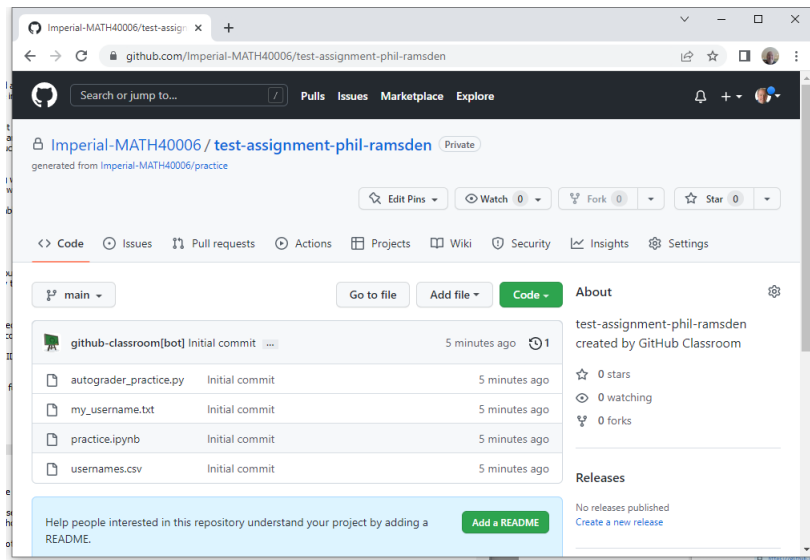 Imperial-MATH40006/test-assign
github.com/Imperial-MATH40006/test-assignment-phil-ramsden
Search or jump to... / Pulls Issues Marketplace Explore
Imperial-MATH40006 / test-assignment-phil-ramsden Private
generated from Imperial-MATH40006/practice
Edit Pins Watch 0 Fork 0 Star 0
<> Code Issues Pull requests Actions Projects Wiki Security Insights Settings
main Go to file Add file Code
github-classroom[bot] Initial commit ... 5 minutes ago 1
autograder_practice.py Initial commit 5 minutes ago
my_username.txt Initial commit 5 minutes ago
practice.ipynb Initial commit 5 minutes ago
usernames.csv Initial commit 5 minutes ago
Help people interested in this repository understand your project by adding a
README.
Add a README
About
test-assignment-phil-ramsden
created by GitHub Classroom
0 stars
0 watching
0 forks
Releases
No releases published
Create a new release